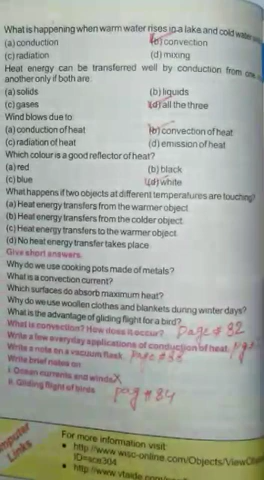 What is happening when warm water rises in a lake and cold water
(a) conduction (b) convection
(c) radiation (d) mixing
Heat energy can be transferred well by conduction from one
another only if both are:
(a) solids (b) liquids
(c) gases (d) all the three
Wind blows due to
(a) conduction of heat (b) convection of heat
(c) radiation of heat (d) emission of heat
Which colour is a good reflector of heat?
(a) red (b) black
(c) blue (d) white
What happens if two objects at different temperatures are touching?
(a) Heat energy transfers from the warmer object.
(b) Heat energy transfers from the colder object.
(c) Heat energy transfers to the warmer object.
(d) No heat energy transfer takes place.
Give short answers.
Why do we use cooking pots made of metals?
What is a convection current?
Which surfaces do absorb maximum heat?
Why do we use woollen clothes and blankets during winter days?
What is the advantage of gliding flight for a bird?
What is convection? How does it occur? page # 82
Write a few everyday applications of conduction of heat.
Write a note on a vacuum flask.
Write brief notes on
i. Ocean currents and winds X
ii. Gliding flight of birds pag # 84
Computer
Links
For more information visit
• http://www.wisc-online.com/Objects/ViewObje
ID=sce304